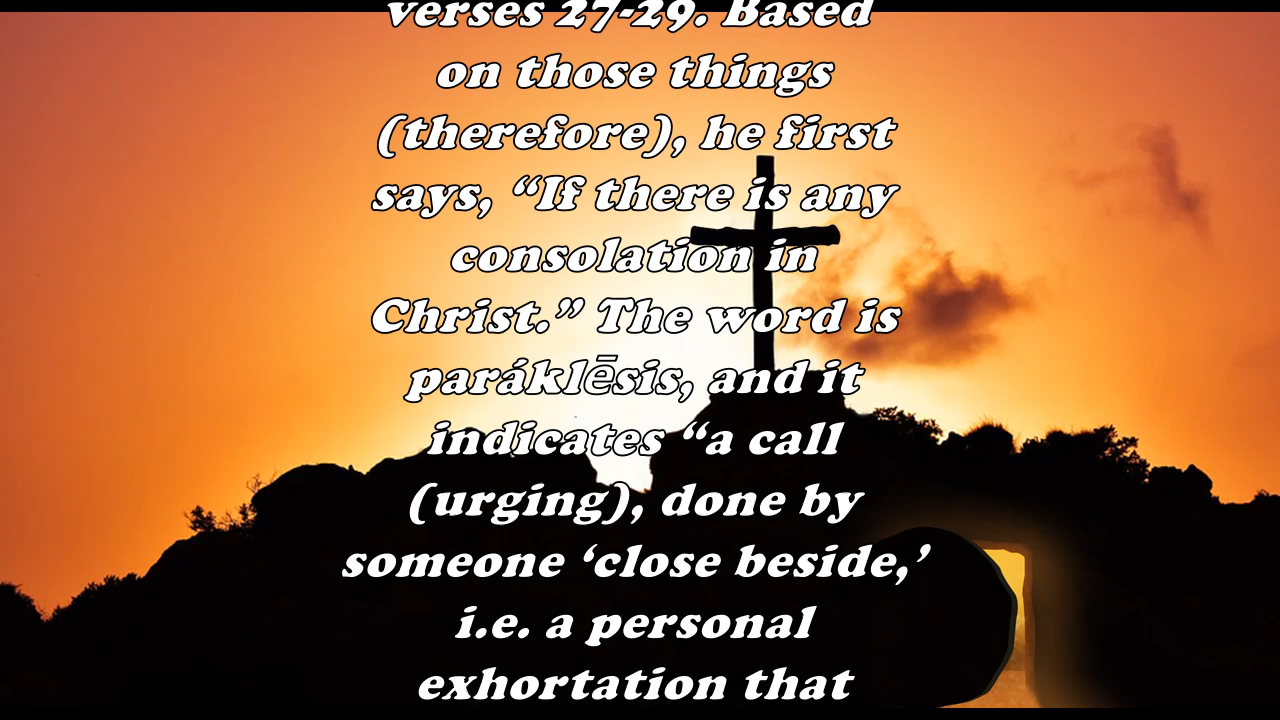 verses 27-29. Based
on those things
(therefore), he first
says, “If there is any
consolation in
Christ.” The word is
paráklēsis, and it
indicates “a call
(urging), done by
someone ‘close beside,’
i.e. a personal
exhortation that